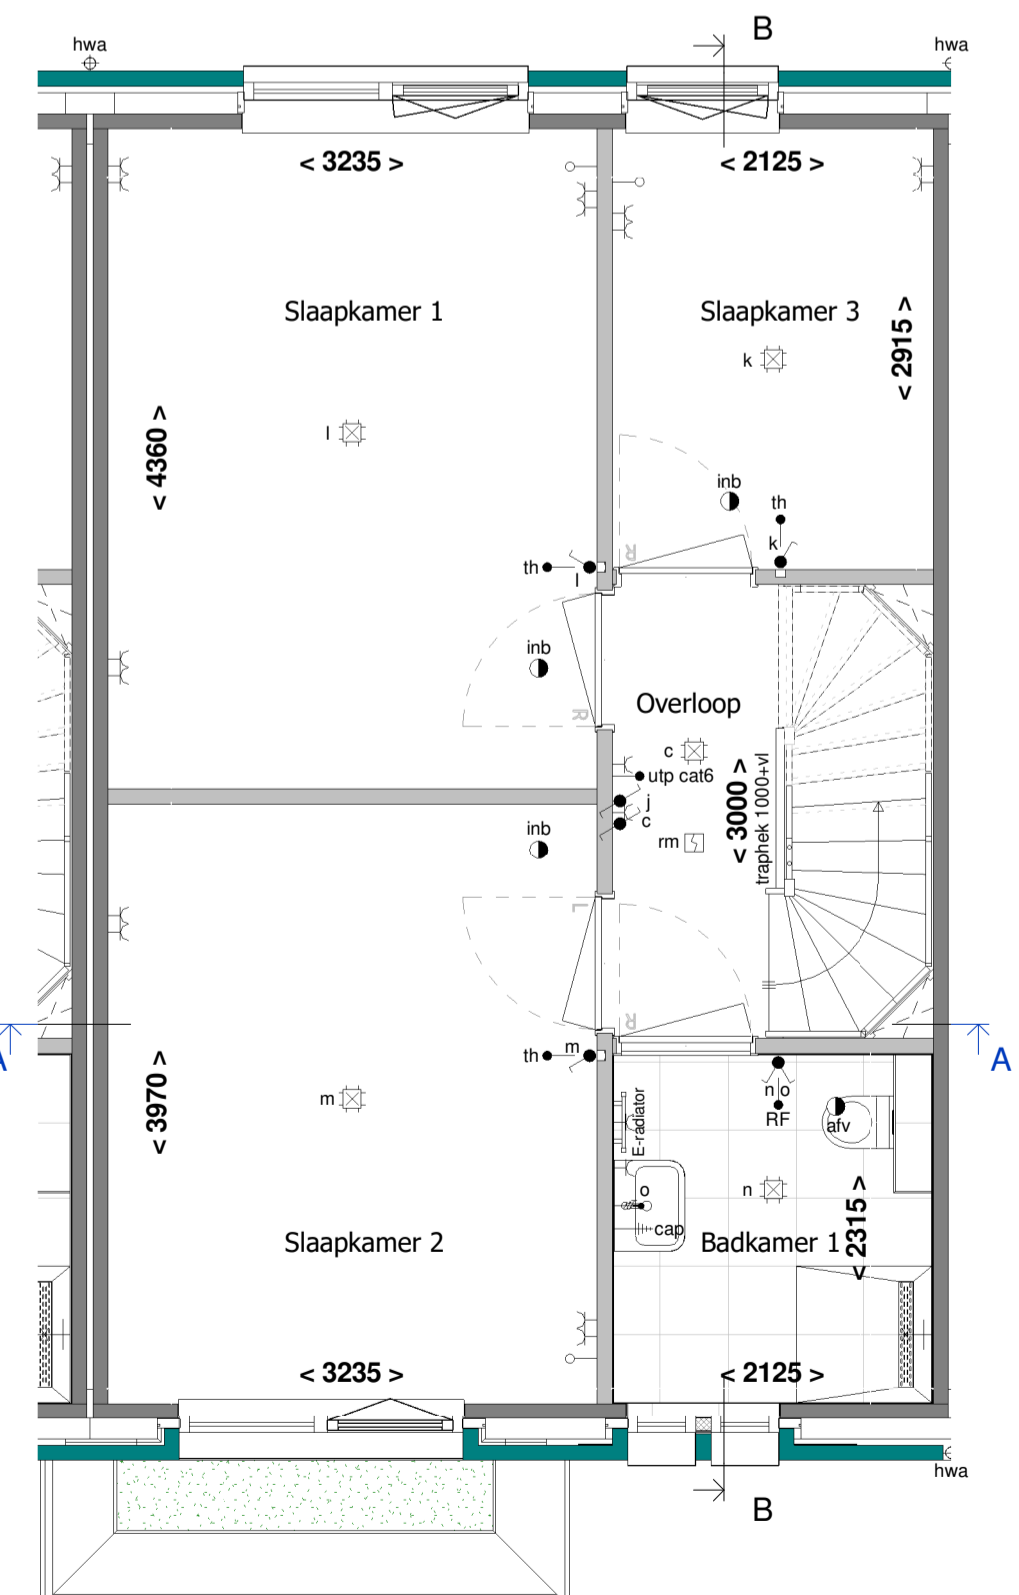 B
hwa
hwa
< 3235 >
< 2125 >
Slaapkamer 1
Slaapkamer 3
< 2915 >
k
l
< 4360 >
inb
th
k
R
th
l
inb
R
Overloop
c
utp cat6
j
c
< 3000 >
traphek 1000+vl
rm
inb
L
R
A
A
th
m
n o
RF
afv
E-radiator
< 3970 >
m
o
n
cap
< 2315 >
Slaapkamer 2
Badkamer 1
< 3235 >
< 2125 >
hwa
B